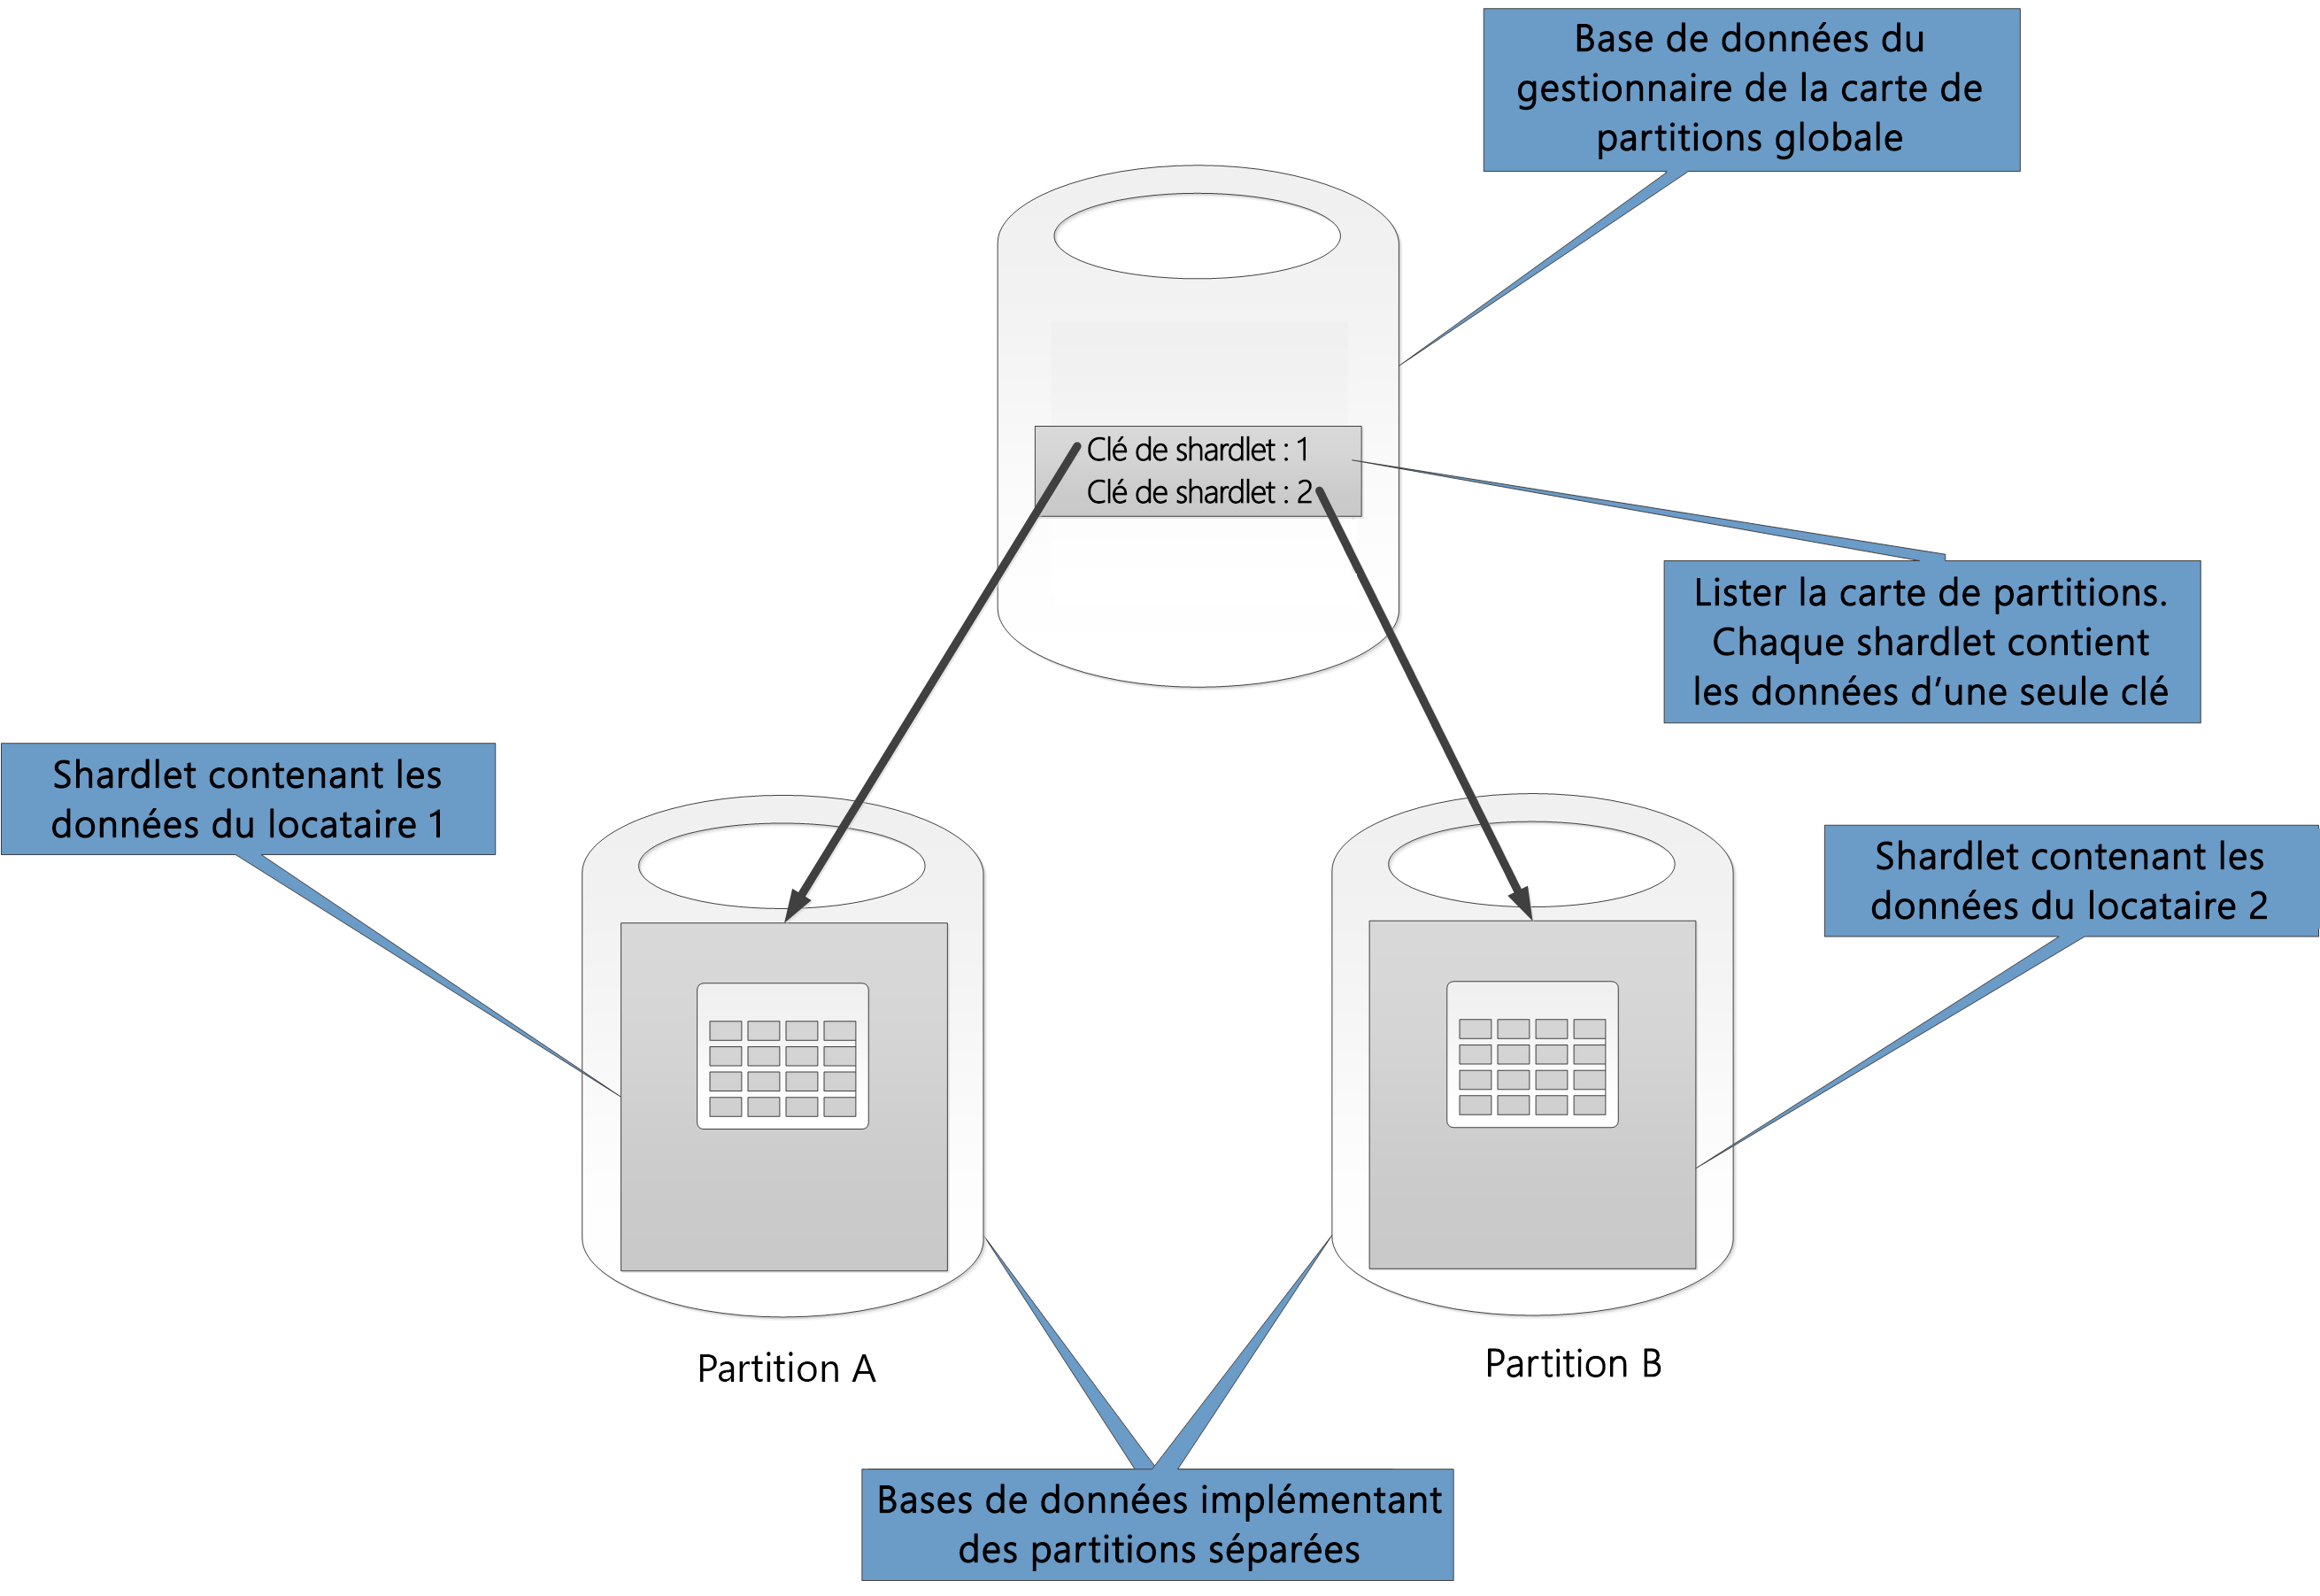 Base de données du
gestionnaire de la carte de
partitions globale
Clé de shardlet : 1
Clé de shardlet : 2
Lister la carte de partitions.
Chaque shardlet contient
les données d’une seule clé
Shardlet contenant les
données du locataire 1
Shardlet contenant les
données du locataire 2
Partition A
Partition B
Bases de données implémentant
des partitions séparées